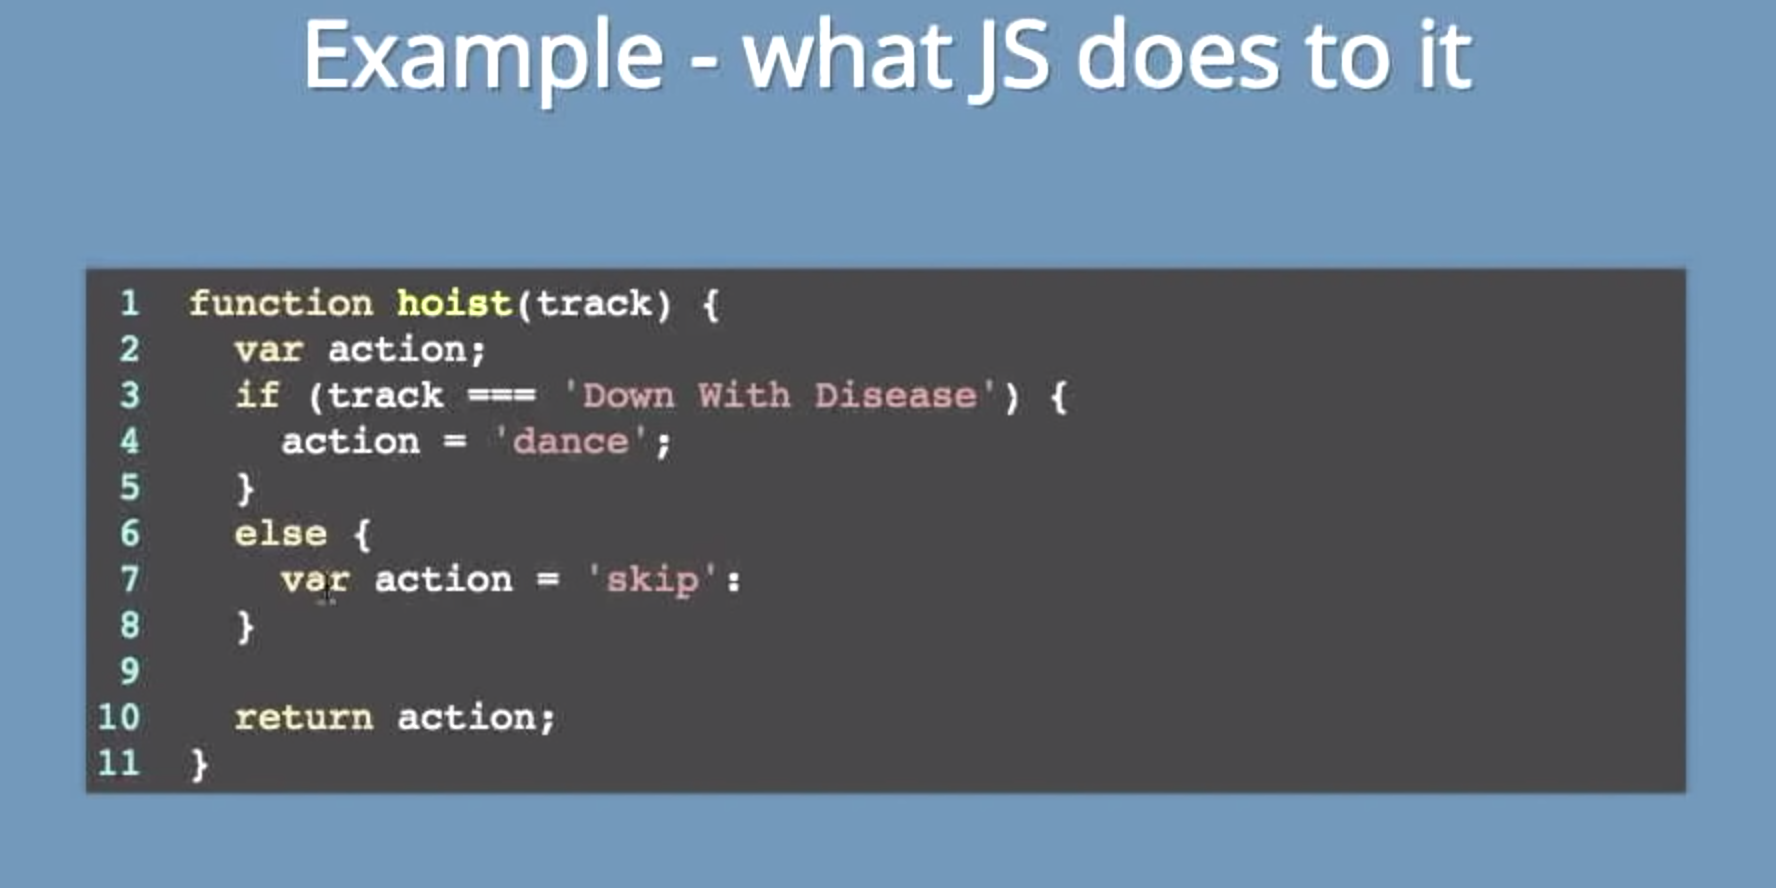 Example - what JS does to it
1 function hoist(track) {
2   var action;
3   if (track === 'Down With Disease') {
4     action = 'dance';
5   }
6   else {
7     var action = 'skip':
8   }
9
10   return action;
11 }